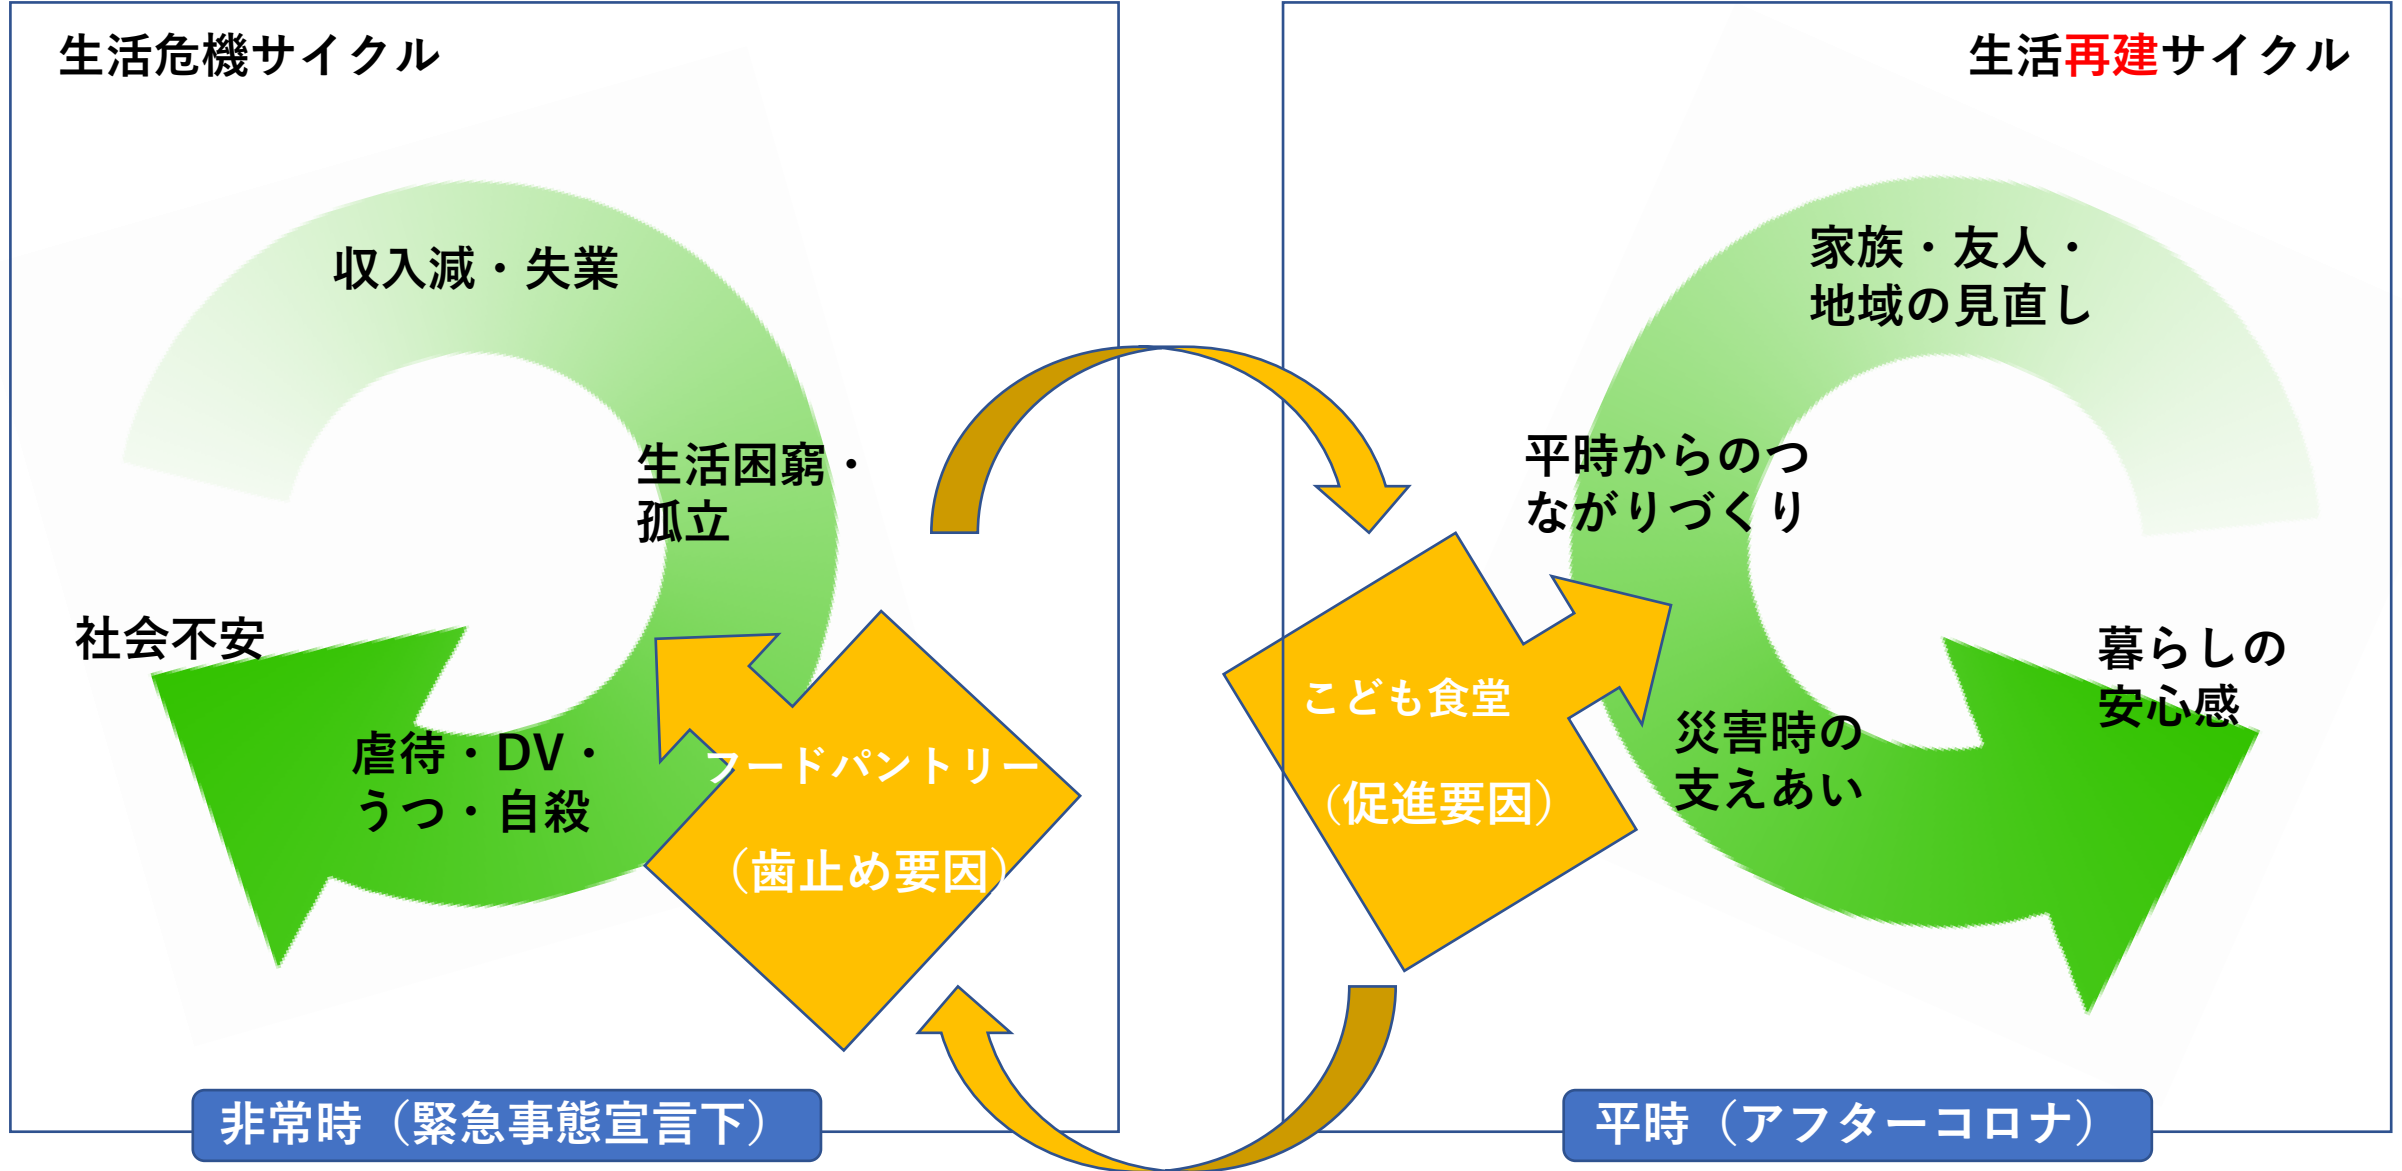 生活危機サイクル
収入減・失業
生活困窮・
孤立
社会不安
虐待・DV・
うつ・自殺
フードパントリー
（歯止め要因）
非常時（緊急事態宣言下）
生活再建サイクル
家族・友人・
地域の見直し
平時からのつ
ながりづくり
こども食堂
（促進要因）
災害時の
支えあい
暮らしの
安心感
平時（アフターコロナ）